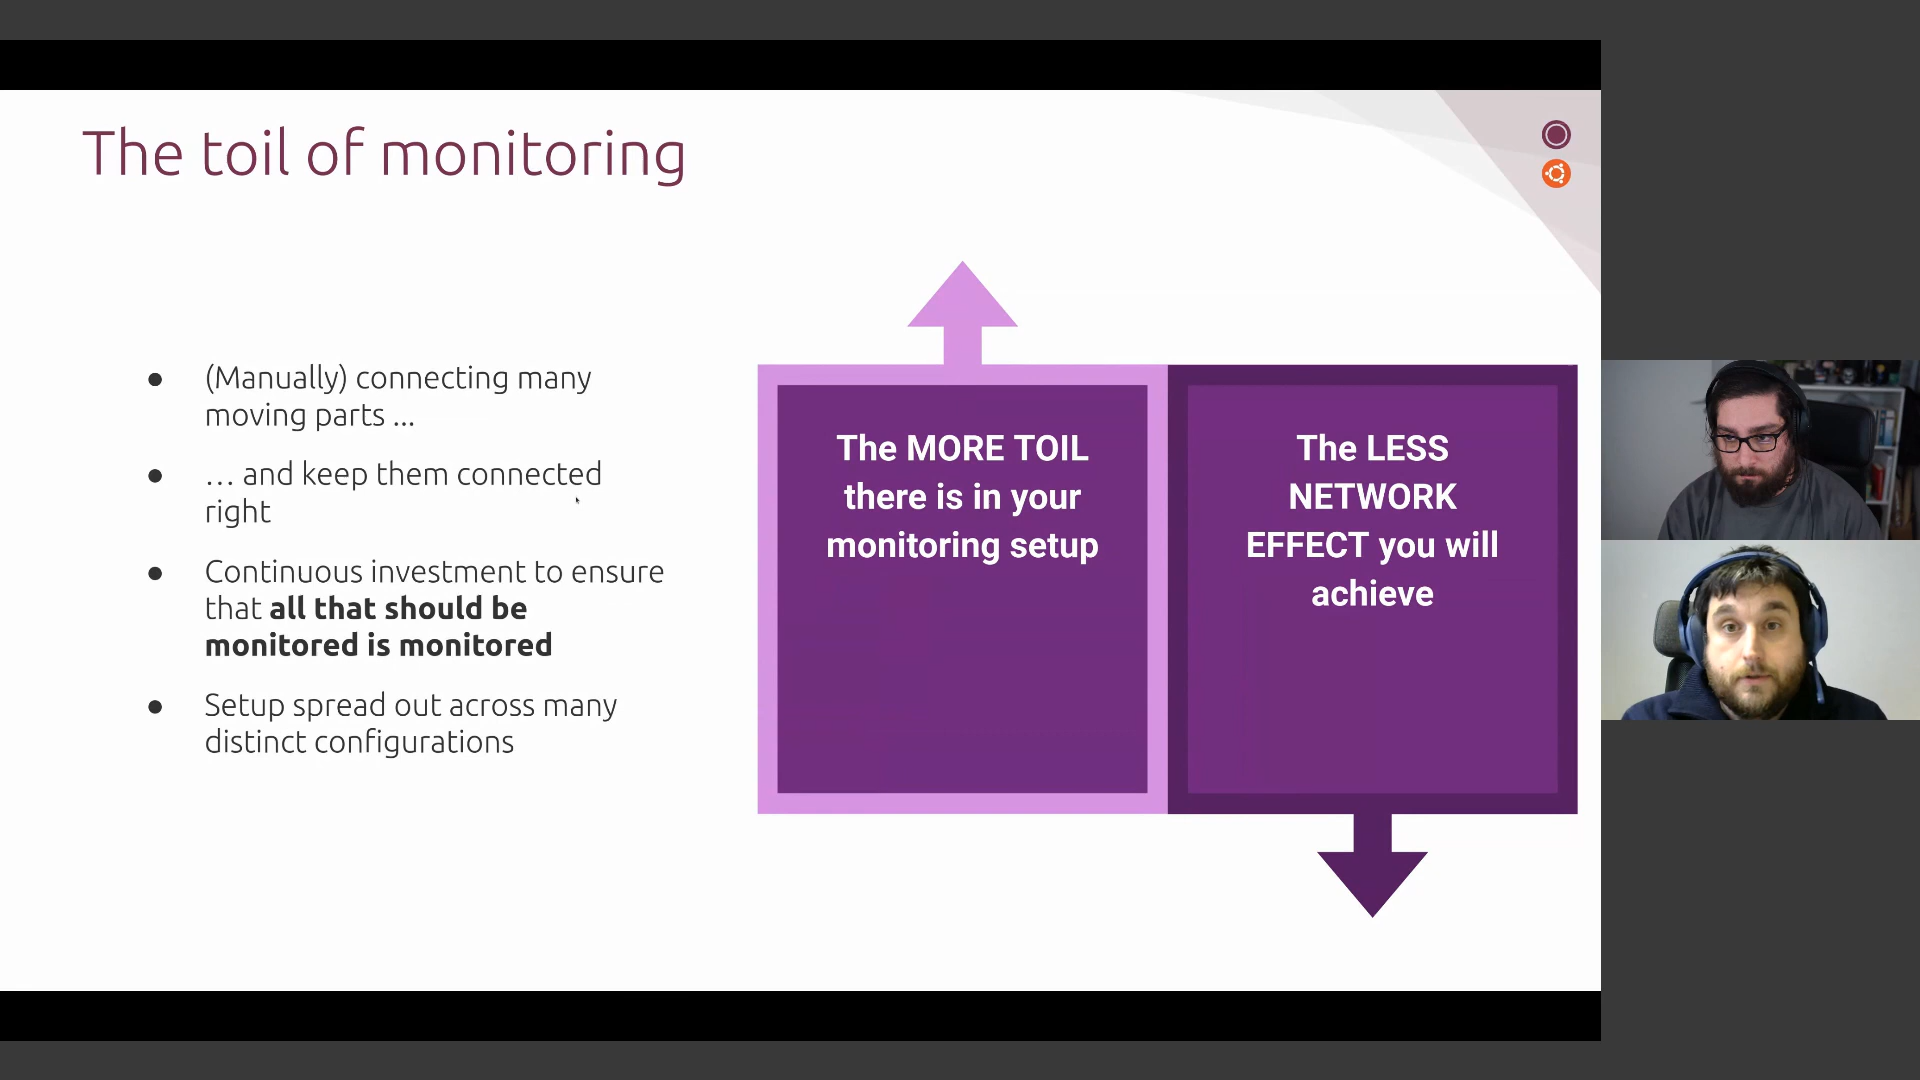 The toil of monitoring
● (Manually) connecting many
moving parts ...
● … and keep them connected
right
● Continuous investment to ensure
that all that should be
monitored is monitored
● Setup spread out across many
distinct configurations
The MORE TOIL
there is in your
monitoring setup
The LESS
NETWORK
EFFECT you will
achieve